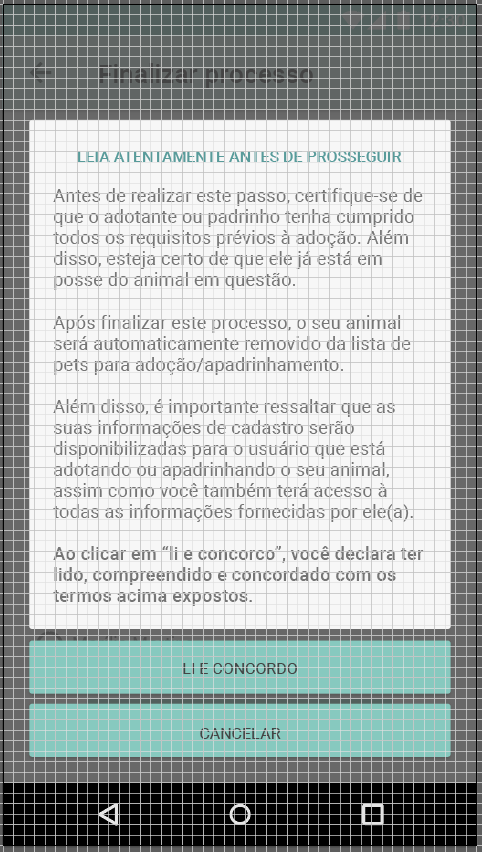 Finalizar processo
LEIA ATENTAMENTE ANTES DE PROSSEGUIR
Antes de realizar este passo, certifique-se de
que o adotante ou padrinho tenha cumprido
todos os requisitos prévios à adoção. Além
disso, esteja certo de que ele já está em
posse do animal em questão.
Após finalizar este processo, o seu animal
será automaticamente removido da lista de
pets para adoção/apadrinhamento.
Além disso, é importante ressaltar que as
suas informações de cadastro serão
disponibilizadas para o usuário que está
adotando ou apadrinhando o seu animal,
assim como você também terá acesso à
todas as informações fornecidas por ele(a).
Ao clicar em “li e concorco”, você declara ter
lido, compreendido e concordado com os
termos acima expostos.
LI E CONCORDO
CANCELAR